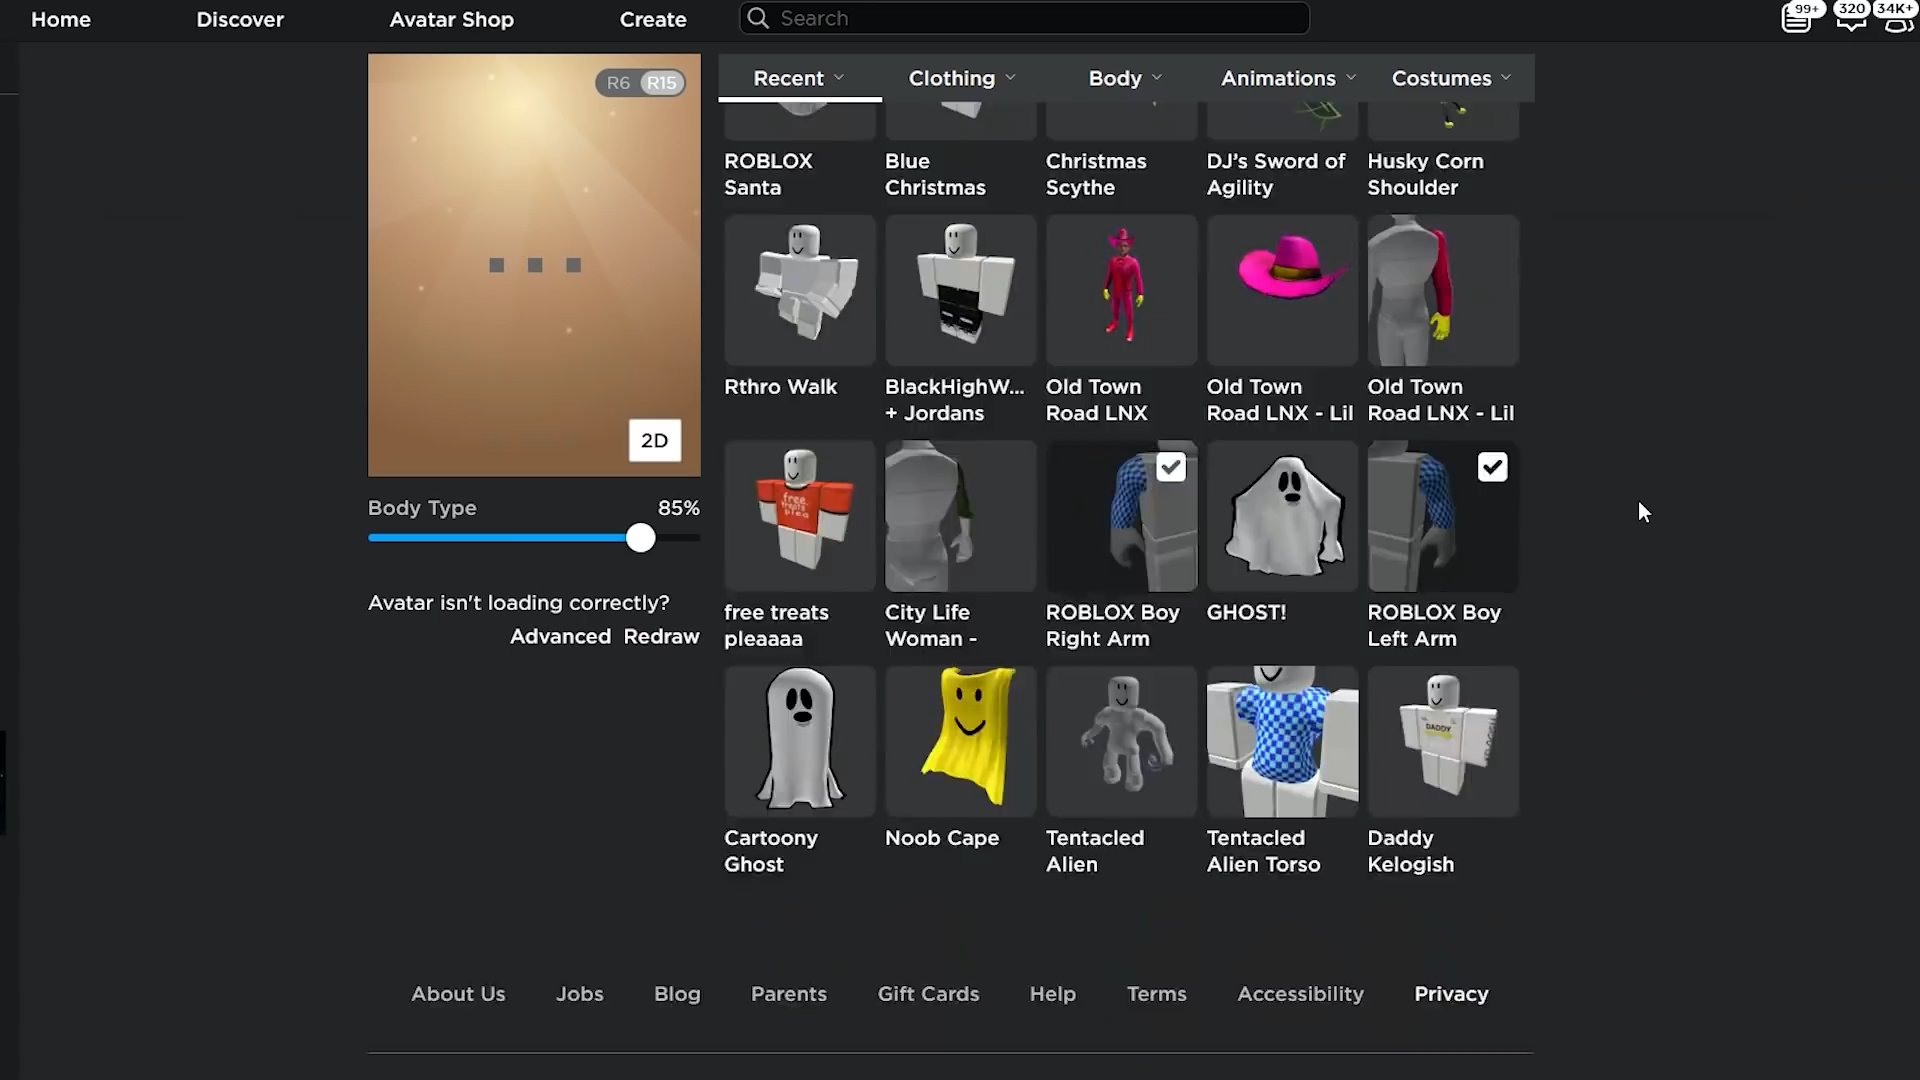 Home
Discover
Avatar Shop
Create
Search
99+
320
34K+
R6
R15
2D
Body Type
85%
Avatar isn't loading correctly?
Advanced Redraw
Recent
Clothing
Body
Animations
Costumes
ROBLOX
Santa
Blue
Christmas
Christmas
Scythe
DJ's Sword of
Agility
Husky Corn
Shoulder
Rthro Walk
BlackHighW...
+ Jordans
Old Town
Road LNX
Old Town
Road LNX - Lil
Old Town
Road LNX - Lil
free
treats
plea
free treats
pleaaaa
City Life
Woman -
ROBLOX Boy
Right Arm
GHOST!
ROBLOX Boy
Left Arm
Cartoony
Ghost
Noob Cape
Tentacled
Alien
Tentacled
Alien Torso
DADDY
Daddy
Kelogish
About Us
Jobs
Blog
Parents
Gift Cards
Help
Terms
Accessibility
Privacy